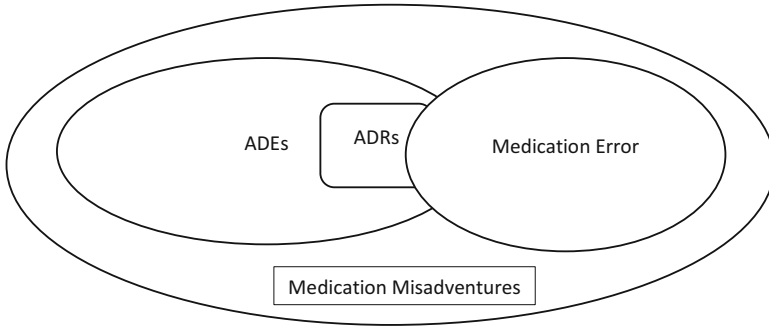 ADEs
ADRs
Medication Error
Medication Misadventures